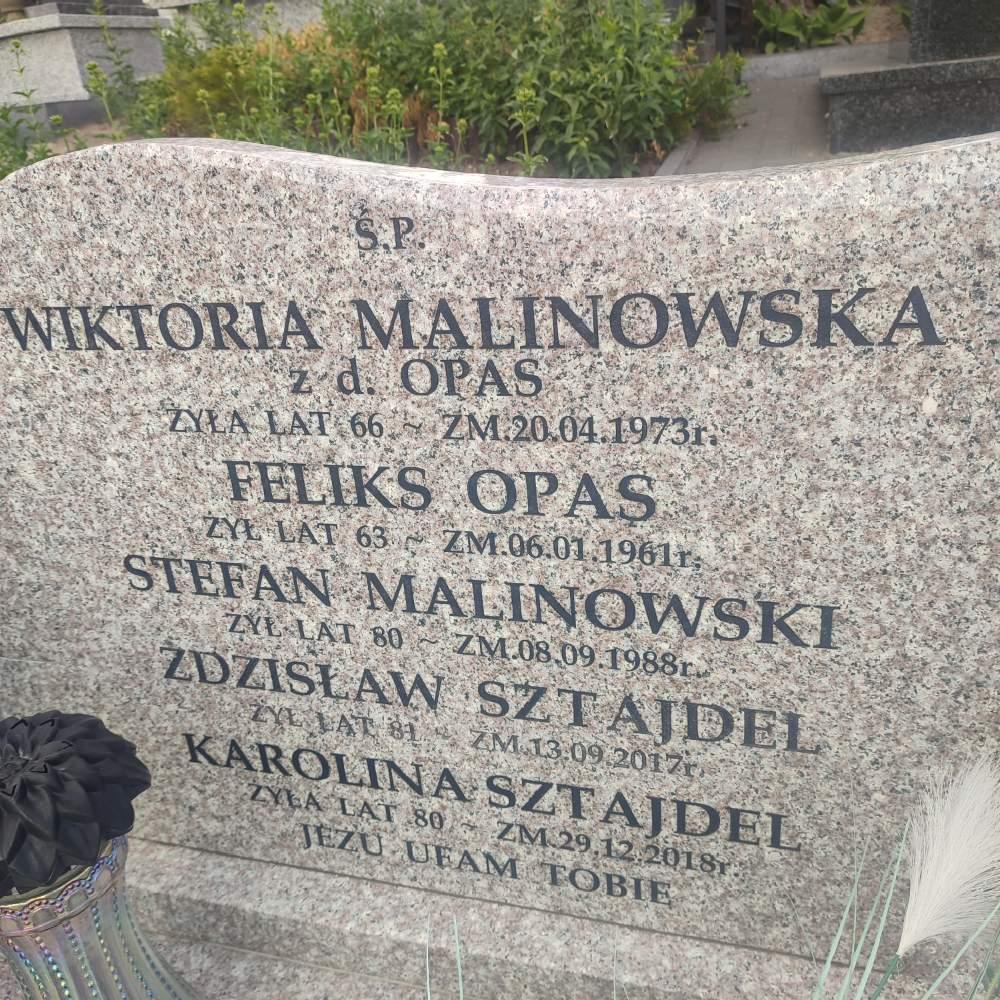 Ś.P.
WIKTORIA MALINOWSKA
z d. OPAS
ŻYŁA LAT 66 ~ ZM.20.04.1973r.
FELIKS OPAS
ŻYŁ LAT 63 ~ ZM.06.01.1961r.
STEFAN MALINOWSKI
ŻYŁ LAT 80 ~ ZM.08.09.1988r.
ZDZISŁAW SZTAJDEL
ŻYŁ LAT 81 ~ ZM.13.09.2017r.
KAROLINA SZTAJDEL
ŻYŁA LAT 80 ~ ZM.29.12.2018r.
JEZU UFAM TOBIE